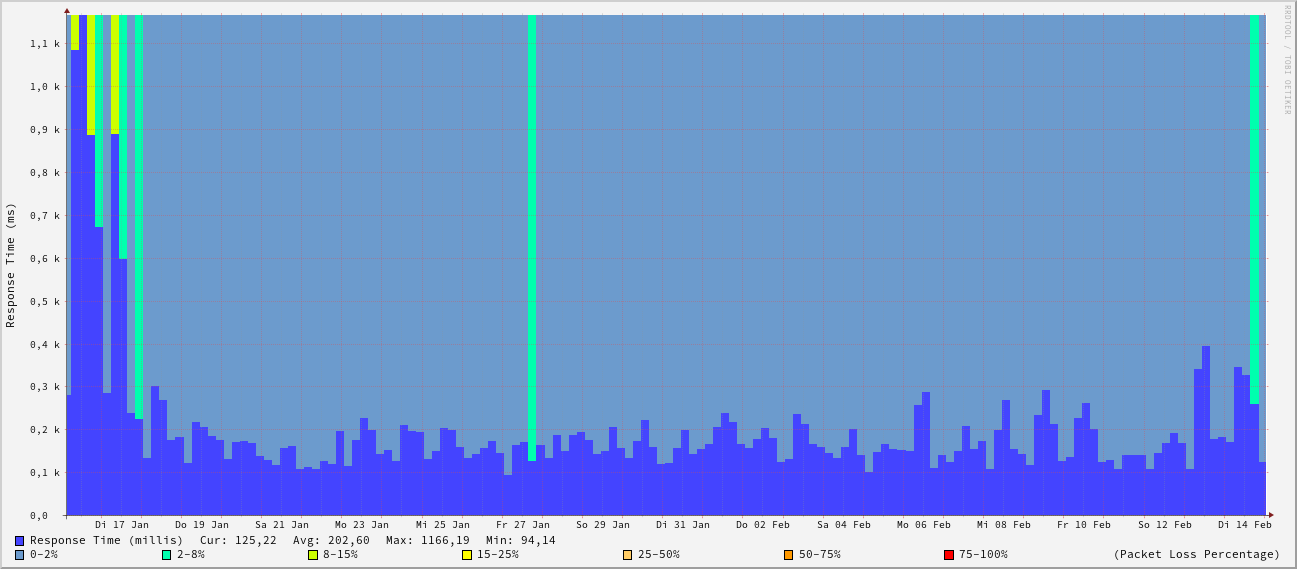 RRDTOOL / TOBI OETIKER
Response Time (ms)
1,1 k
1,0 k
0,9 k
0,8 k
0,7 k
0,6 k
0,5 k
0,4 k
0,3 k
0,2 k
0,1 k
0,0
Di 17 Jan Do 19 Jan Sa 21 Jan Mo 23 Jan Mi 25 Jan Fr 27 Jan So 29 Jan Di 31 Jan Do 02 Feb Sa 04 Feb Mo 06 Feb Mi 08 Feb Fr 10 Feb So 12 Feb Di 14 Feb
Response Time (millis) Cur: 125,22 Avg: 202,60 Max: 1166,19 Min: 94,14
0-2% 2-8% 8-15% 15-25% 25-50% 50-75% 75-100% (Packet Loss Percentage)